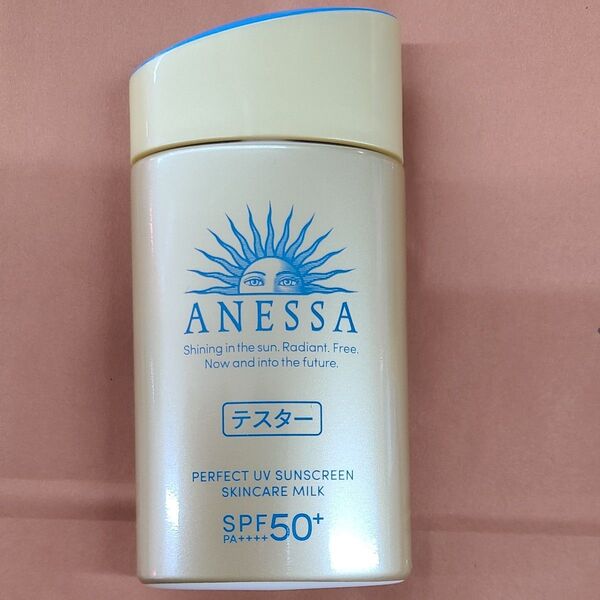 ANESSA
Shining in the sun. Radiant. Free.
Now and into the future.
テスター
PERFECT UV SUNSCREEN
SKINCARE MILK
SPF50+
PA++++